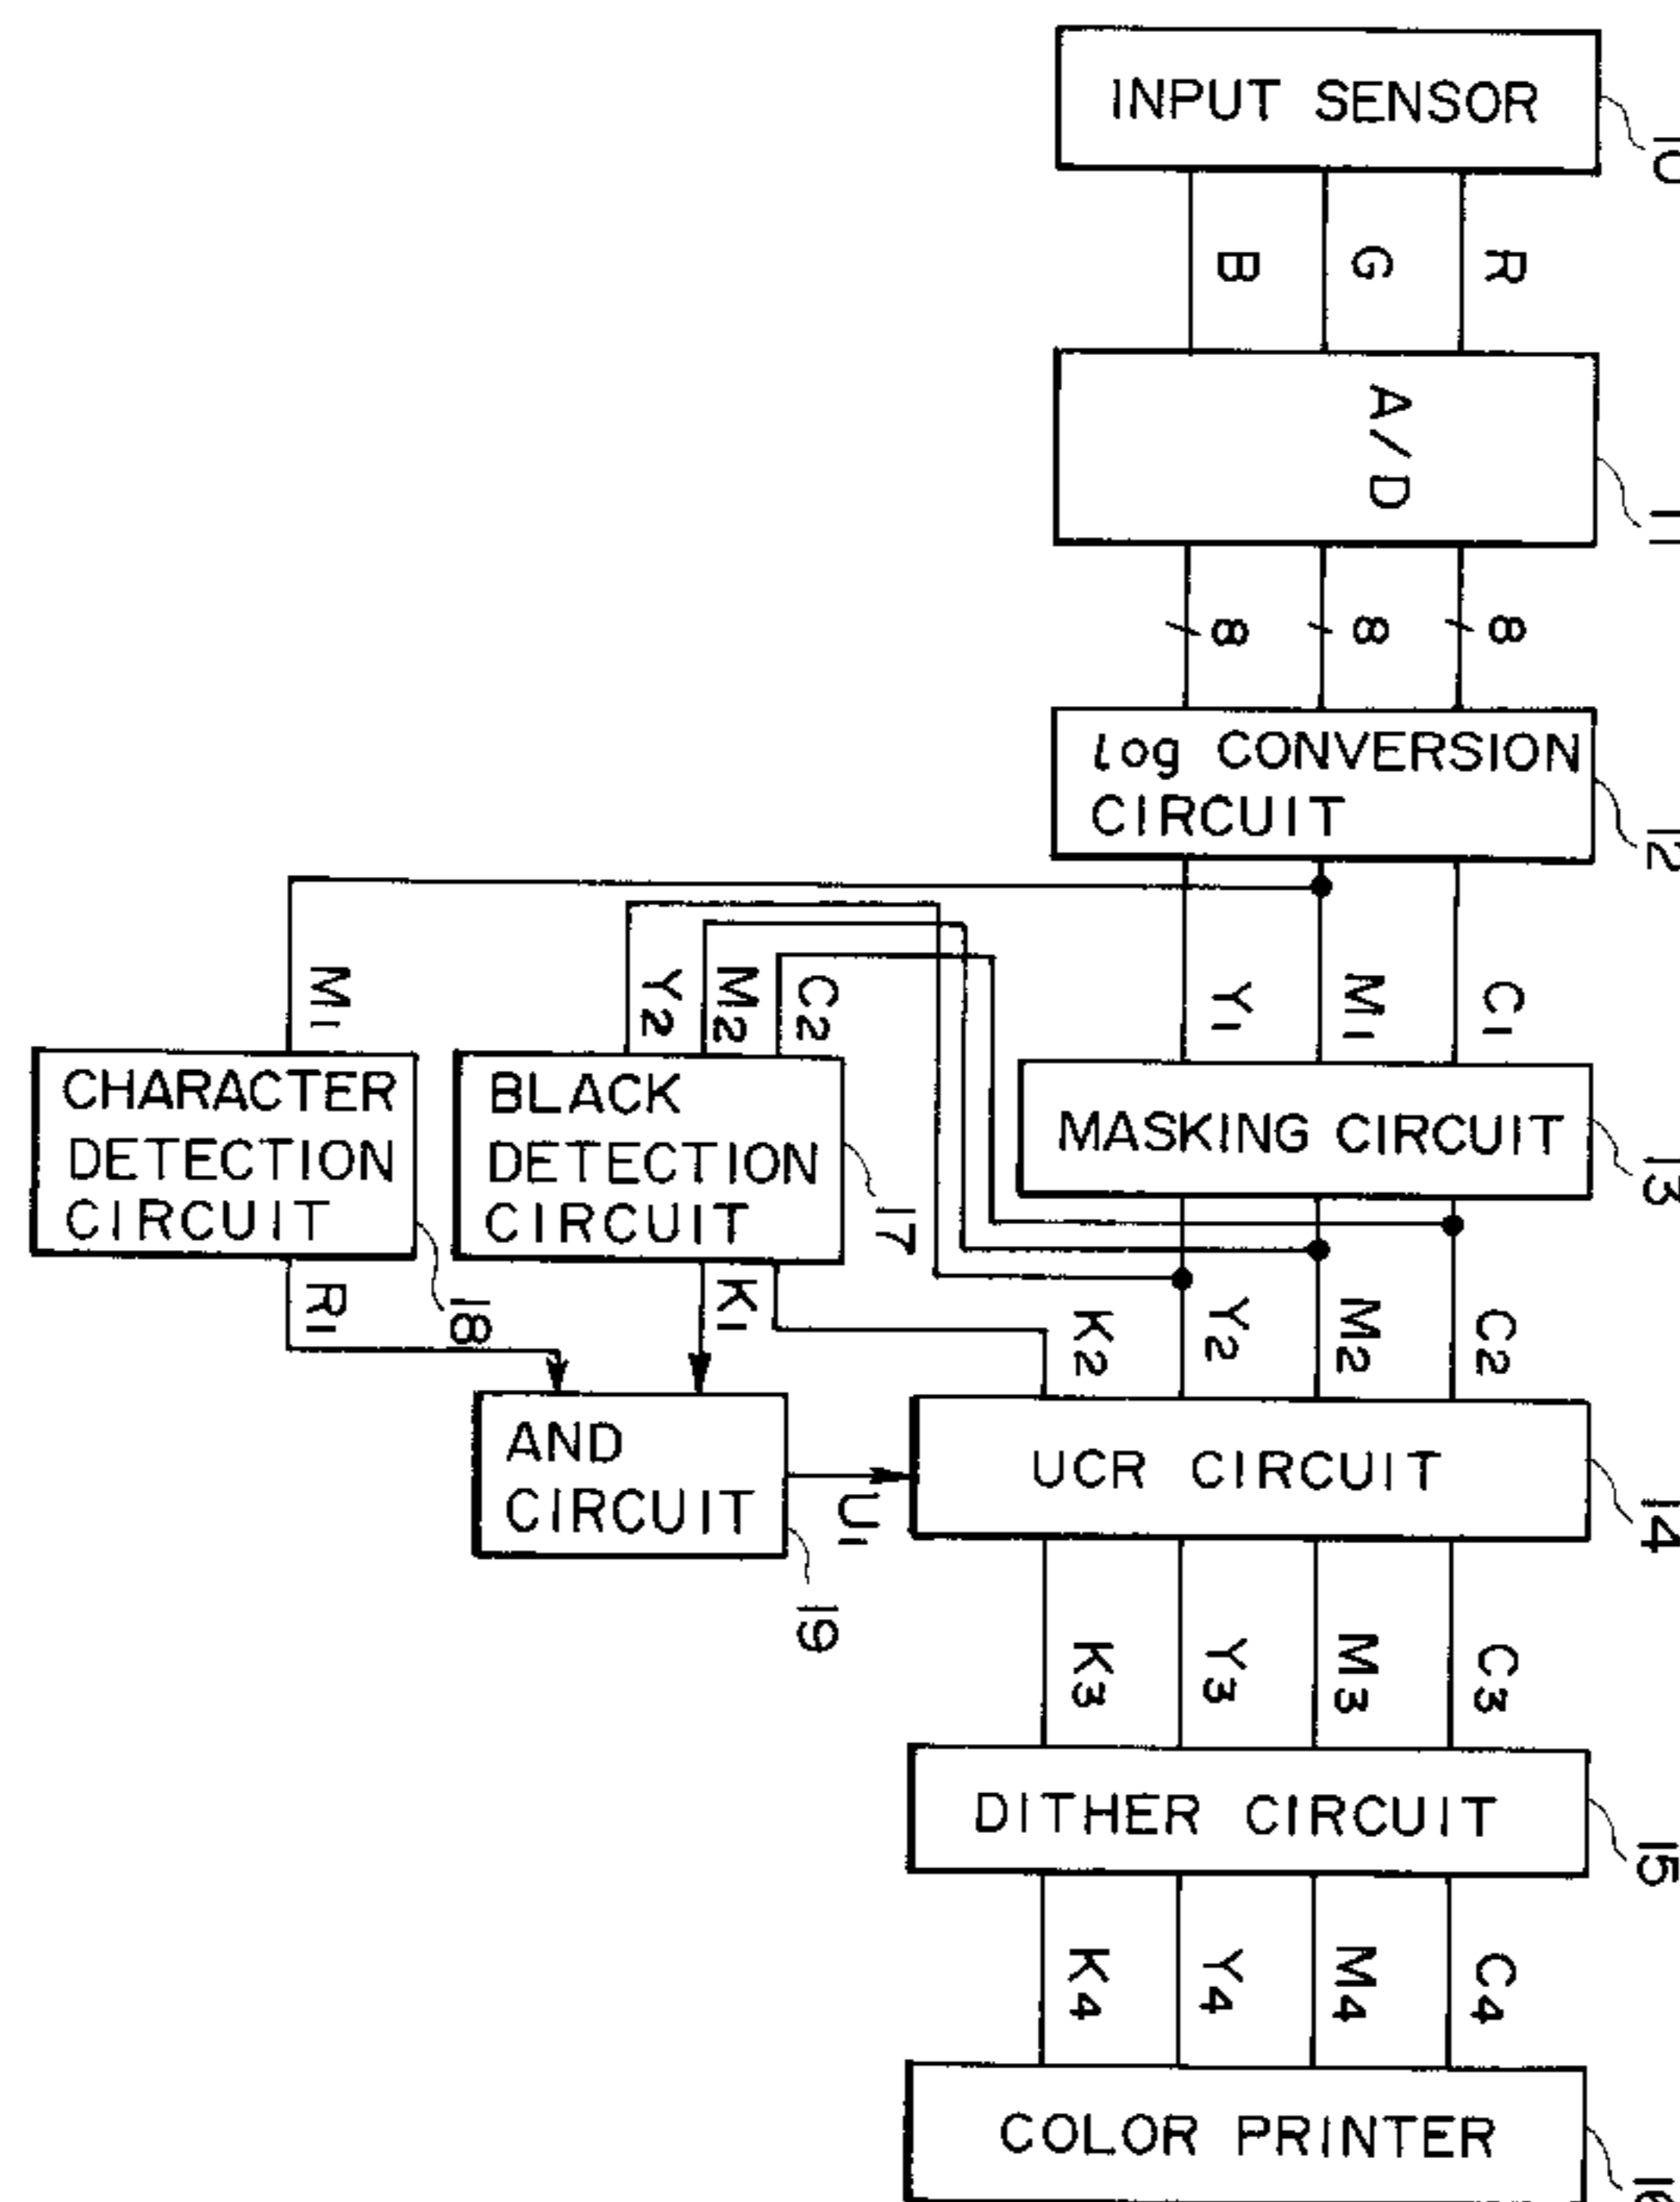 INPUT SENSOR
10
B G R
A/D
11
8 8 8
log CONVERSION
CIRCUIT
12
M1
Y2 M2 C2
Y1 M1 C1
CHARACTER
DETECTION
CIRCUIT
18
BLACK
DETECTION
CIRCUIT
17
MASKING CIRCUIT
13
R1
K1
K2 Y2 M2 C2
AND
CIRCUIT
19
U1
UCR CIRCUIT
14
K3 Y3 M3 C3
DITHER CIRCUIT
15
K4 Y4 M4 C4
COLOR PRINTER
16